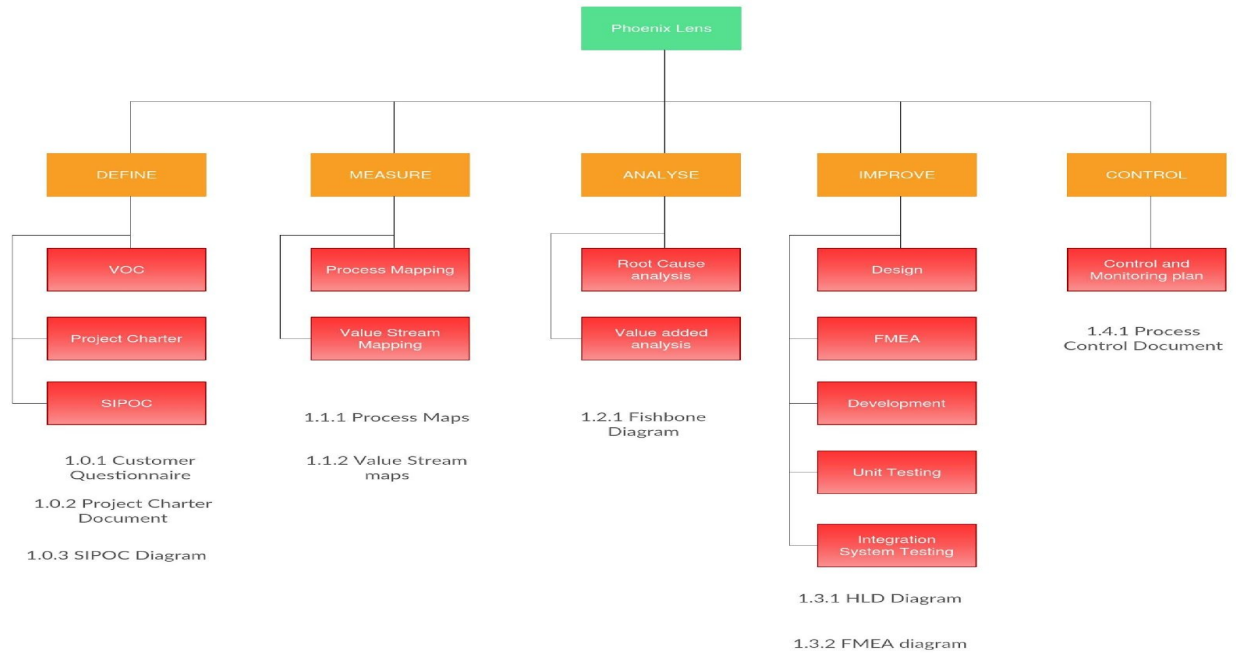 Phoenix Lens
DEFINE
MEASURE
ANALYSE
IMPROVE
CONTROL
VOC
Project Charter
SIPOC
1.0.1 Customer
Questionnaire
1.0.2 Project Charter
Document
1.0.3 SIPOC Diagram
Process Mapping
Value Stream
Mapping
1.1.1 Process Maps
1.1.2 Value Stream
maps
Root Cause
analysis
Value added
analysis
1.2.1 Fishbone
Diagram
Design
FMEA
Development
Unit Testing
Integration
System Testing
1.3.1 HLD Diagram
1.3.2 FMEA diagram
Control and
Monitoring plan
1.4.1 Process
Control Document